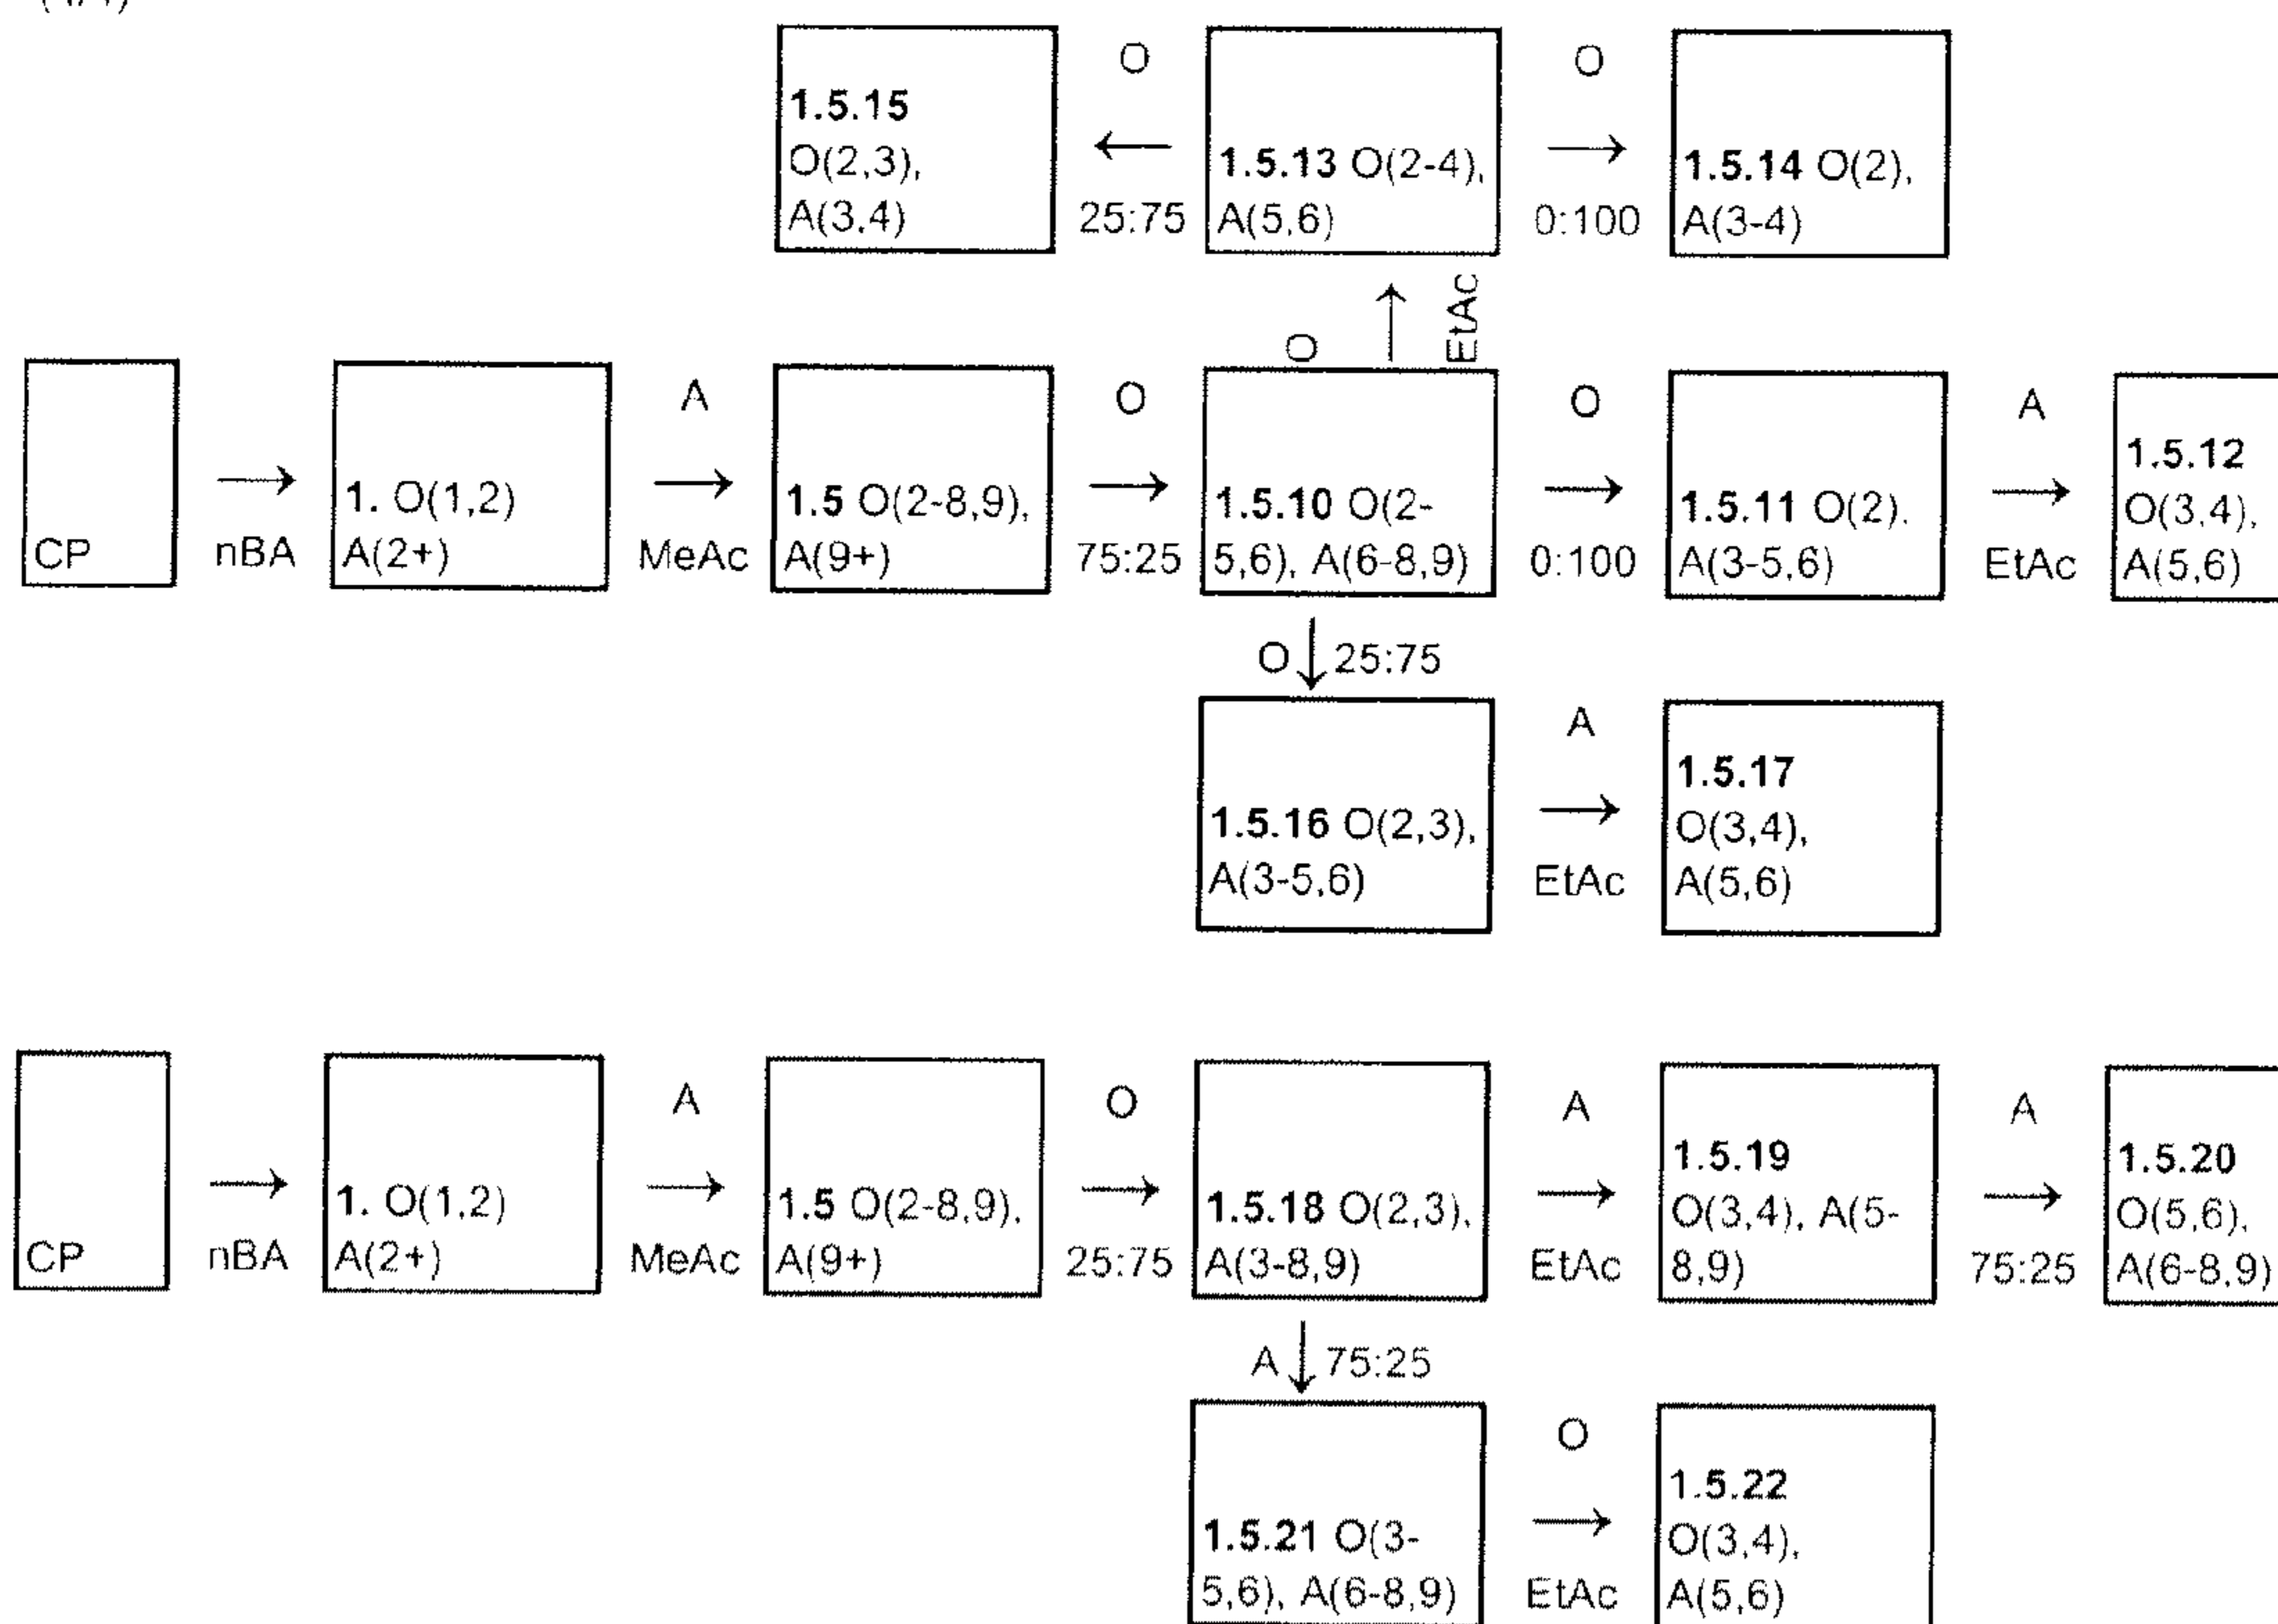 O
O
1.5.15
O(2,3),
A(3,4)
←
25:75
1.5.13 O(2-4),
A(5,6)
→
0:100
1.5.14 O(2),
A(3-4)
O
↑
EtAc
CP
→
nBA
1. O(1,2)
A(2+)
A
→
MeAc
1.5 O(2-8,9),
A(9+)
O
→
75:25
1.5.10 O(2-
5,6), A(6-8,9)
O
→
0:100
1.5.11 O(2),
A(3-5,6)
A
→
EtAc
1.5.12
O(3,4),
A(5,6)
O ↓ 25:75
1.5.16 O(2,3),
A(3-5,6)
A
→
EtAc
1.5.17
O(3,4),
A(5,6)
CP
→
nBA
1. O(1,2)
A(2+)
A
→
MeAc
1.5 O(2-8,9),
A(9+)
O
→
25:75
1.5.18 O(2,3),
A(3-8,9)
A
→
EtAc
1.5.19
O(3,4), A(5-
8,9)
A
→
75:25
1.5.20
O(5,6),
A(6-8,9)
A ↓ 75:25
1.5.21 O(3-
5,6), A(6-8,9)
O
→
EtAc
1.5.22
O(3,4),
A(5,6)